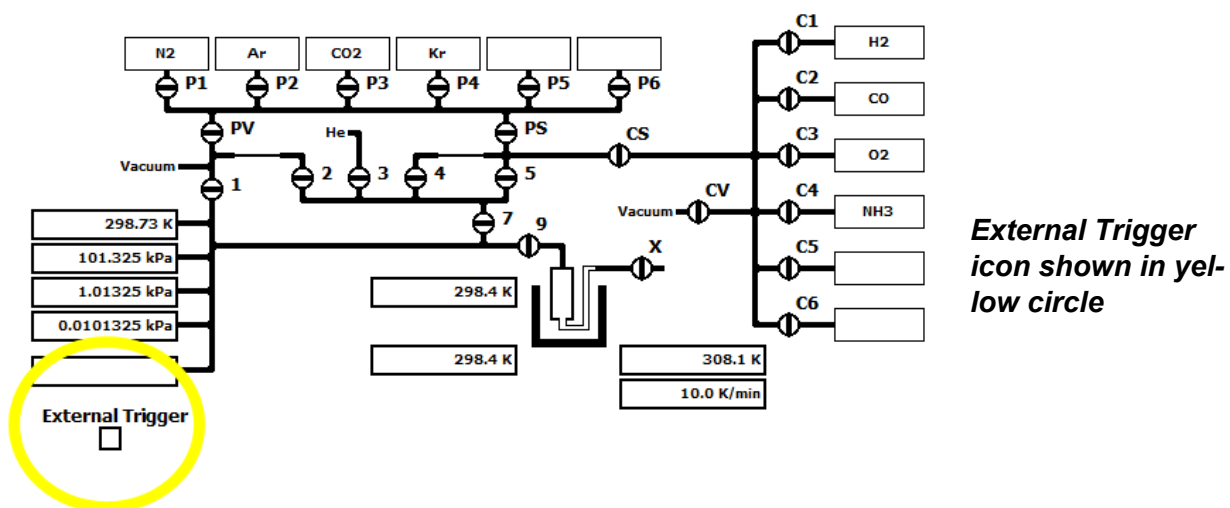 N2
Ar
CO2
Kr
P1
P2
P3
P4
P5
P6
C1
H2
C2
CO
C3
O2
C4
NH3
C5
C6
PV
He
PS
CS
Vacuum
1
2
3
4
5
Vacuum
CV
7
9
X
298.73 K
101.325 kPa
1.01325 kPa
0.0101325 kPa
298.4 K
298.4 K
308.1 K
10.0 K/min
External Trigger
External Trigger
icon shown in yel-
low circle